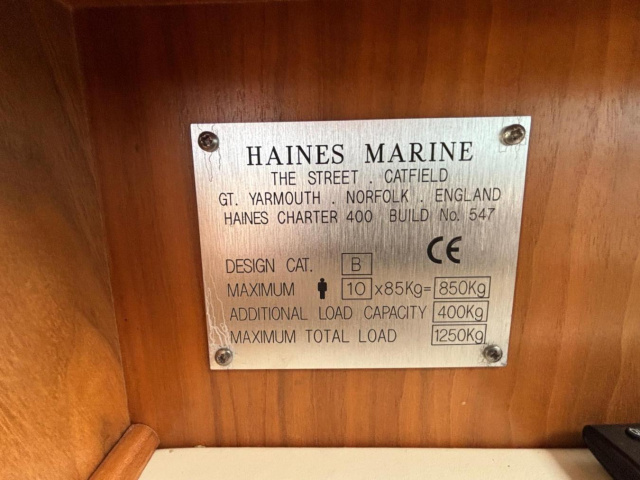 HAINES MARINE
THE STREET . CATFIELD
GT. YARMOUTH . NORFOLK . ENGLAND
HAINES CHARTER 400 BUILD No. 547
CE
DESIGN CAT. B
MAXIMUM 10 x85Kg= 850Kg
ADDITIONAL LOAD CAPACITY 400Kg
MAXIMUM TOTAL LOAD 1250Kg